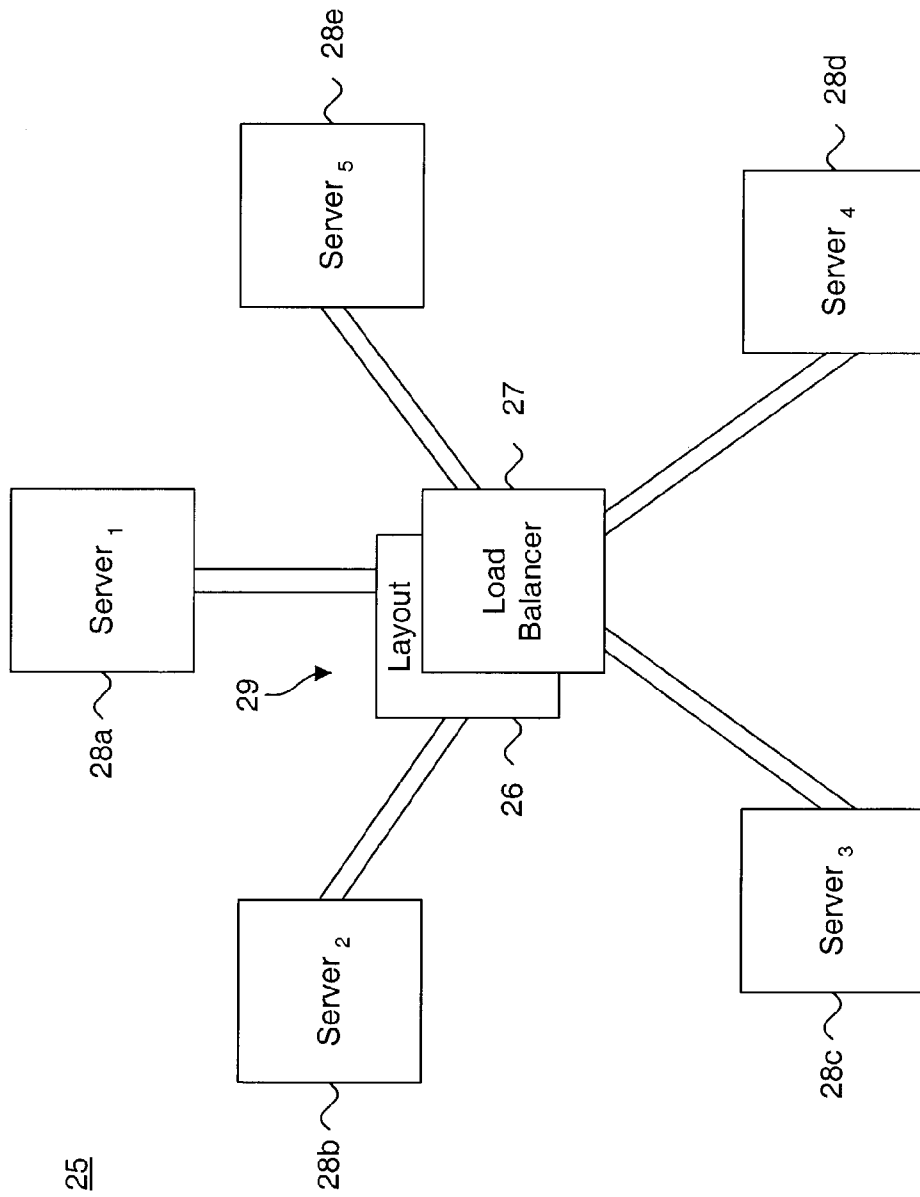 25
28a
Server 1
28b
Server 2
29
Layout
26
Load
Balancer
27
Server 5
28e
28c
Server 3
Server 4
28d